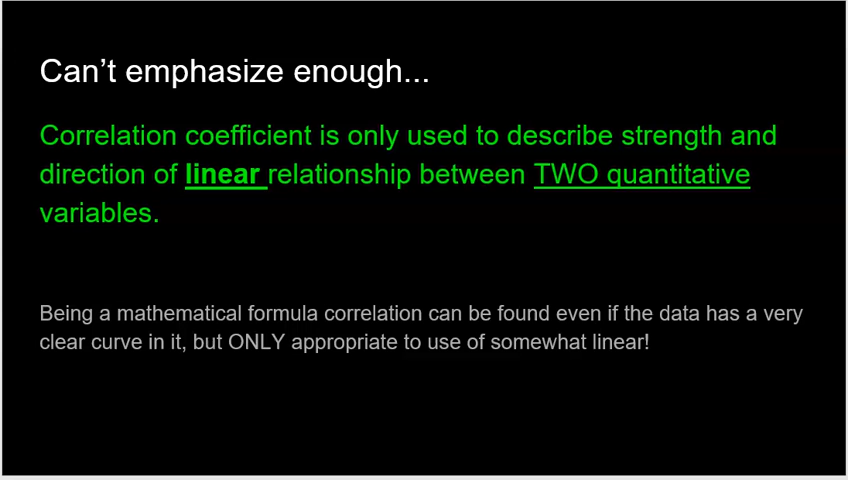 Can’t emphasize enough...
Correlation coefficient is only used to describe strength and
direction of linear relationship between TWO quantitative
variables.
Being a mathematical formula correlation can be found even if the data has a very
clear curve in it, but ONLY appropriate to use of somewhat linear!